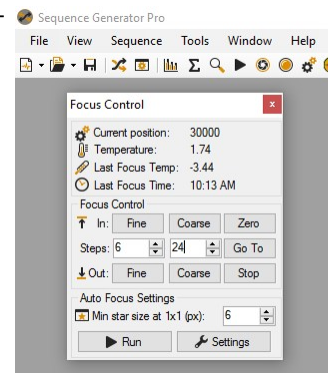 Sequence Generator Pro
File View Sequence Tools Window Help
Focus Control x
Current position: 30000
Temperature: 1.74
Last Focus Temp: -3.44
Last Focus Time: 10:13 AM
Focus Control
In: Fine Coarse Zero
Steps: 6 24 Go To
Out: Fine Coarse Stop
Auto Focus Settings
Min star size at 1x1 (px): 6
Run Settings